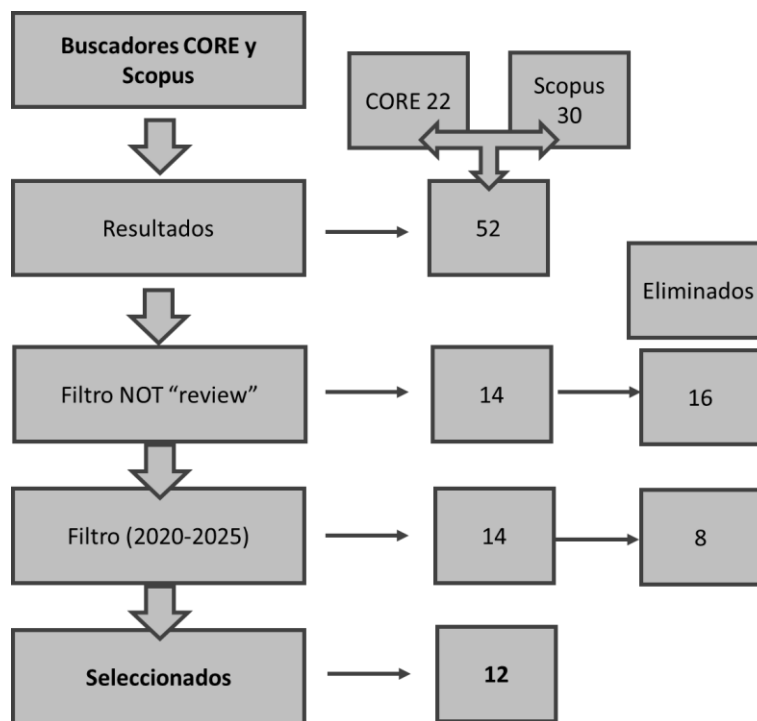 Buscadores CORE y
Scopus
CORE 22
Scopus
30
Resultados
52
Eliminados
Filtro NOT “review”
14
16
Filtro (2020-2025)
14
8
Seleccionados
12